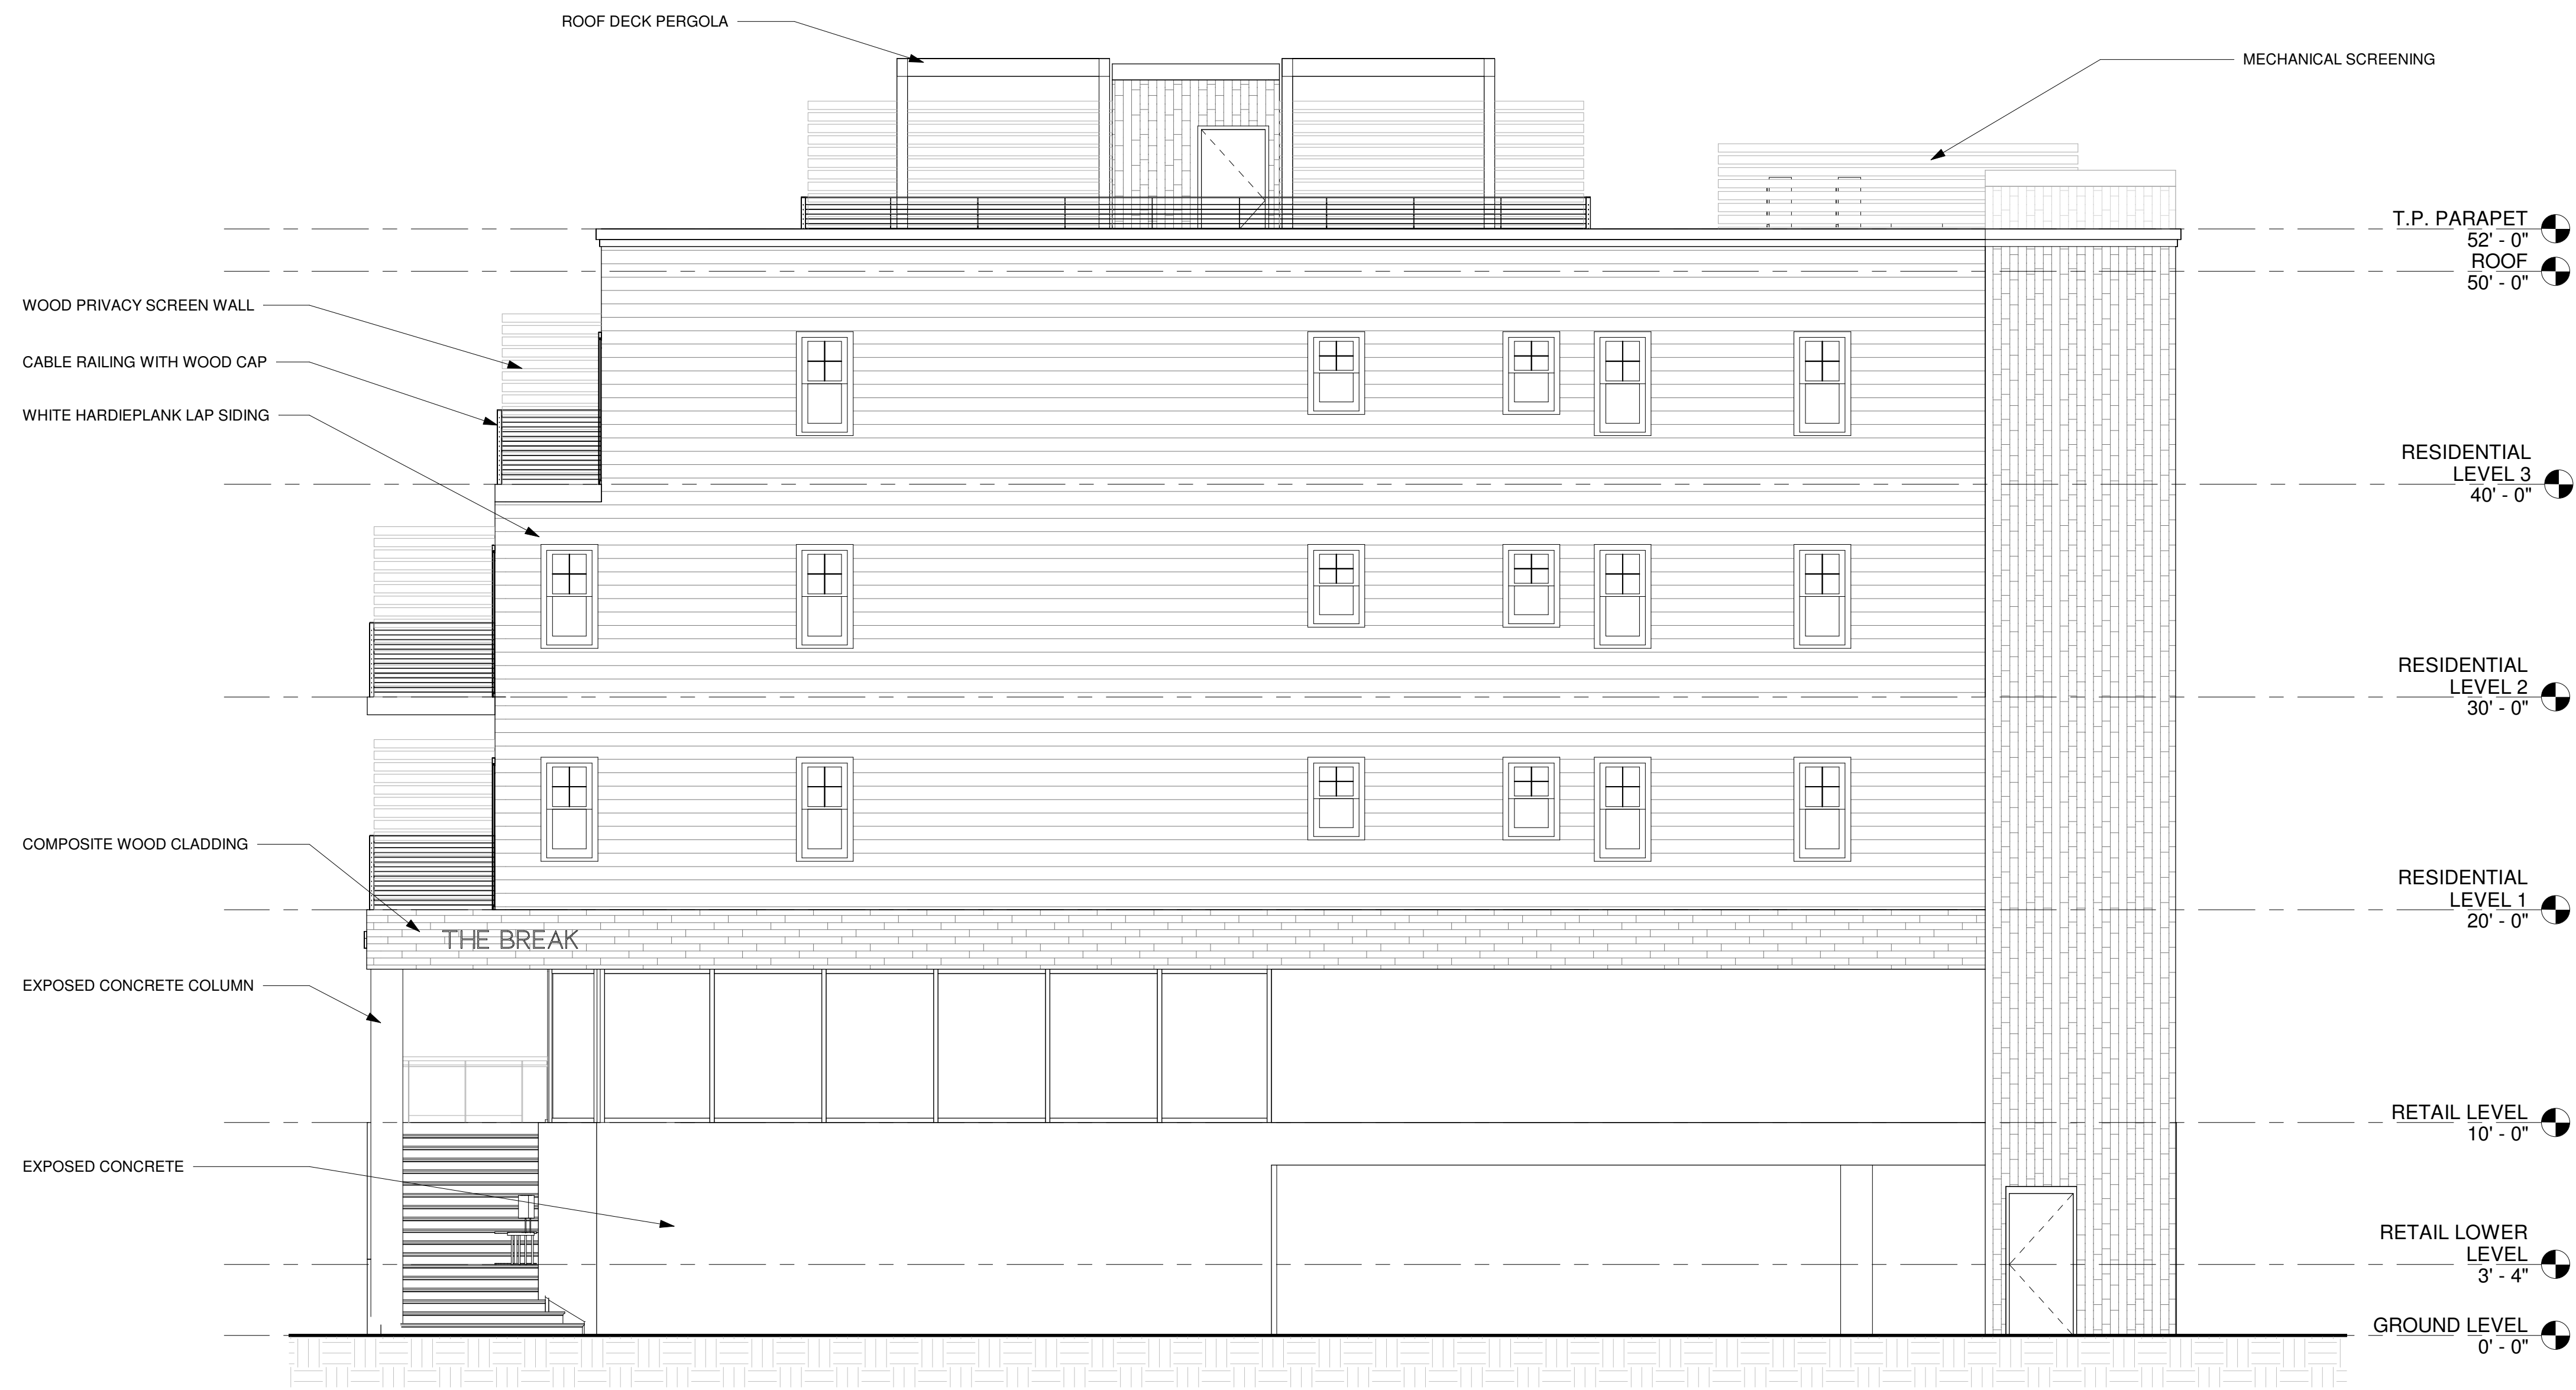 ROOF DECK PERGOLA
MECHANICAL SCREENING
T.P. PARAPET
52' - 0"
ROOF
50' - 0"
WOOD PRIVACY SCREEN WALL
CABLE RAILING WITH WOOD CAP
WHITE HARDIEPLANK LAP SIDING
RESIDENTIAL
LEVEL 3
40' - 0"
RESIDENTIAL
LEVEL 2
30' - 0"
COMPOSITE WOOD CLADDING
RESIDENTIAL
LEVEL 1
20' - 0"
THE BREAK
EXPOSED CONCRETE COLUMN
RETAIL LEVEL
10' - 0"
EXPOSED CONCRETE
RETAIL LOWER
LEVEL
3' - 4"
GROUND LEVEL
0' - 0"